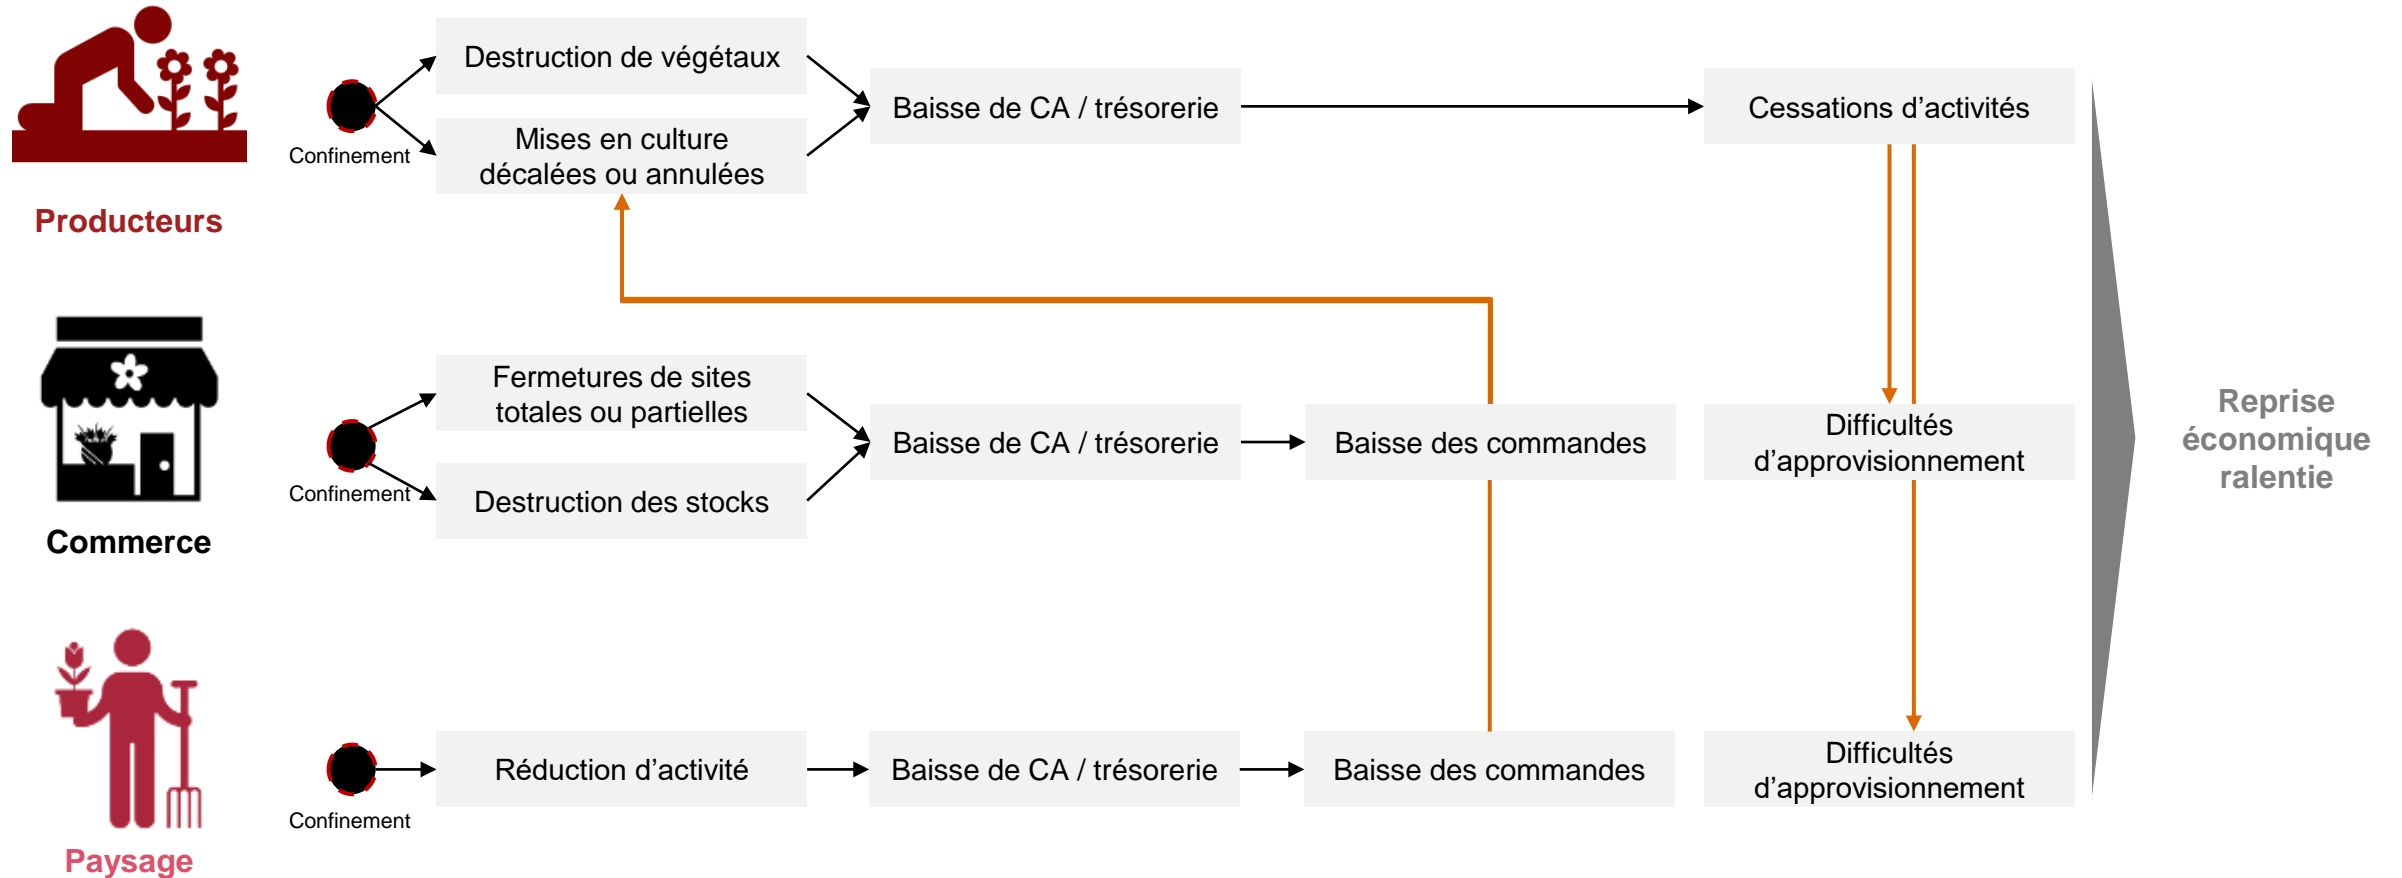 Destruction de végétaux
Baisse de CA / trésorerie
Cessations d’activités
Mises en culture
décalées ou annulées
Confinement
Producteurs
Fermetures de sites
totales ou partielles
Baisse de CA / trésorerie
Baisse des commandes
Difficultés
d’approvisionnement
Destruction des stocks
Confinement
Commerce
Reprise
économique
ralentie
Réduction d’activité
Baisse de CA / trésorerie
Baisse des commandes
Difficultés
d’approvisionnement
Confinement
Paysage